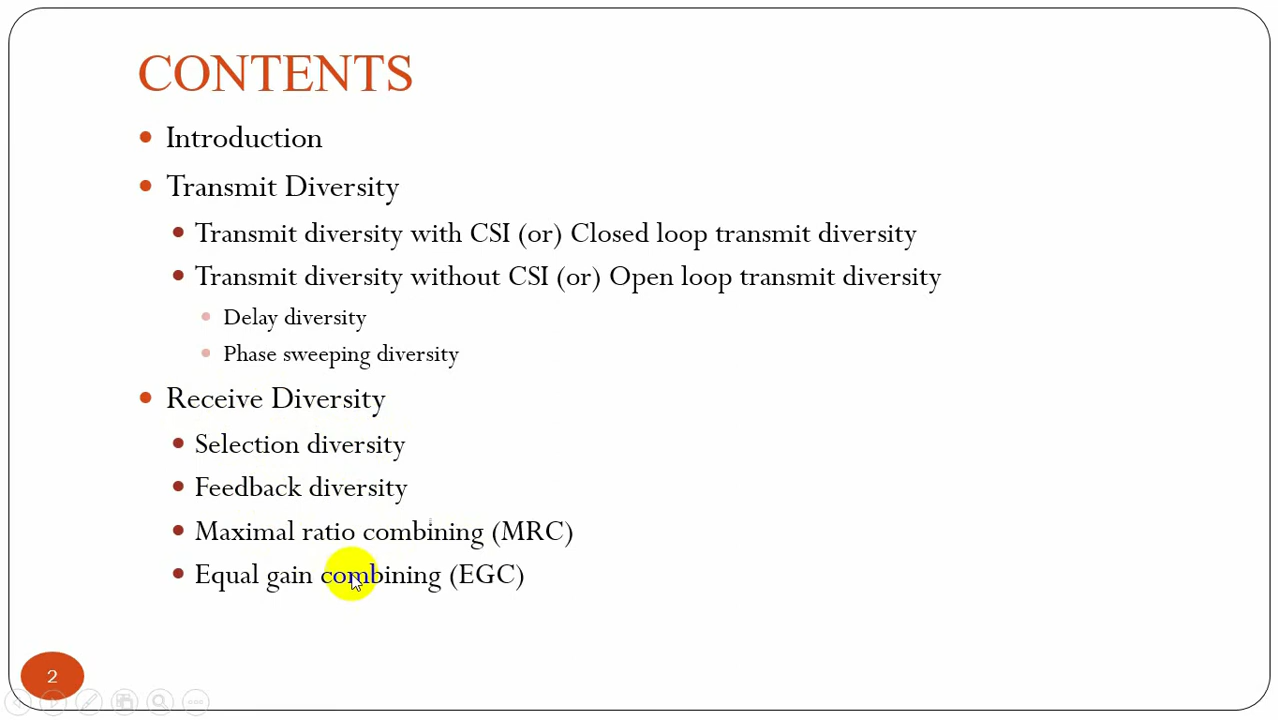 CONTENTS
Introduction
Transmit Diversity
Transmit diversity with CSI (or) Closed loop transmit diversity
Transmit diversity without CSI (or) Open loop transmit diversity
Delay diversity
Phase sweeping diversity
Receive Diversity
Selection diversity
Feedback diversity
Maximal ratio combining (MRC)
Equal gain combining (EGC)
2